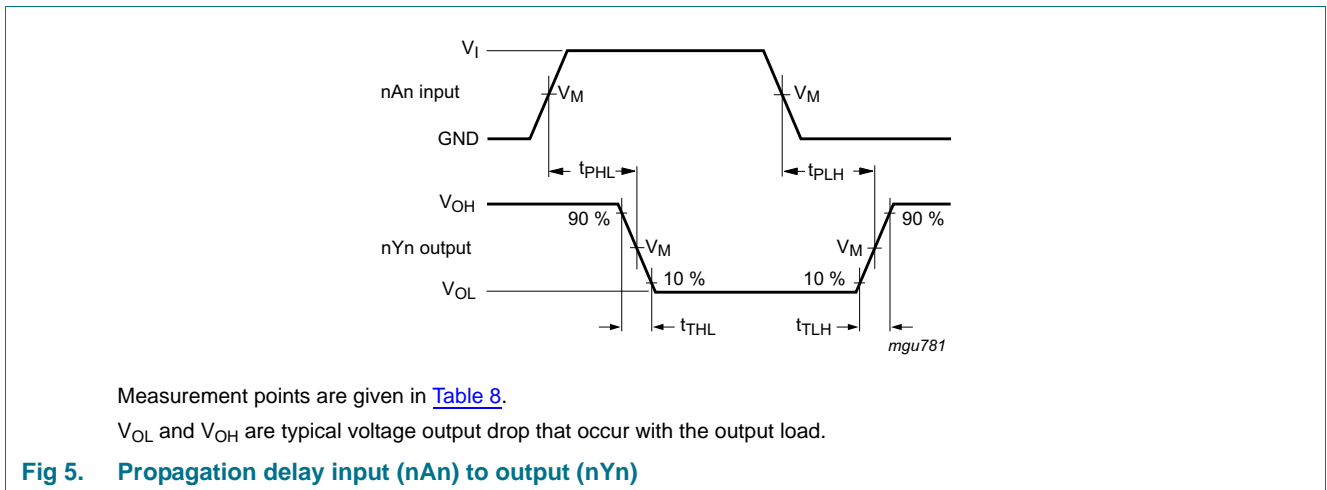 VI
nAn input
VM
VM
GND
tPHL
tPLH
VOH
90 %
90 %
nYn output
VM
VM
VOL
10 %
10 %
tTHL
tTLH
mgu781
Measurement points are given in Table 8.
VOL and VOH are typical voltage output drop that occur with the output load.
Fig 5. Propagation delay input (nAn) to output (nYn)